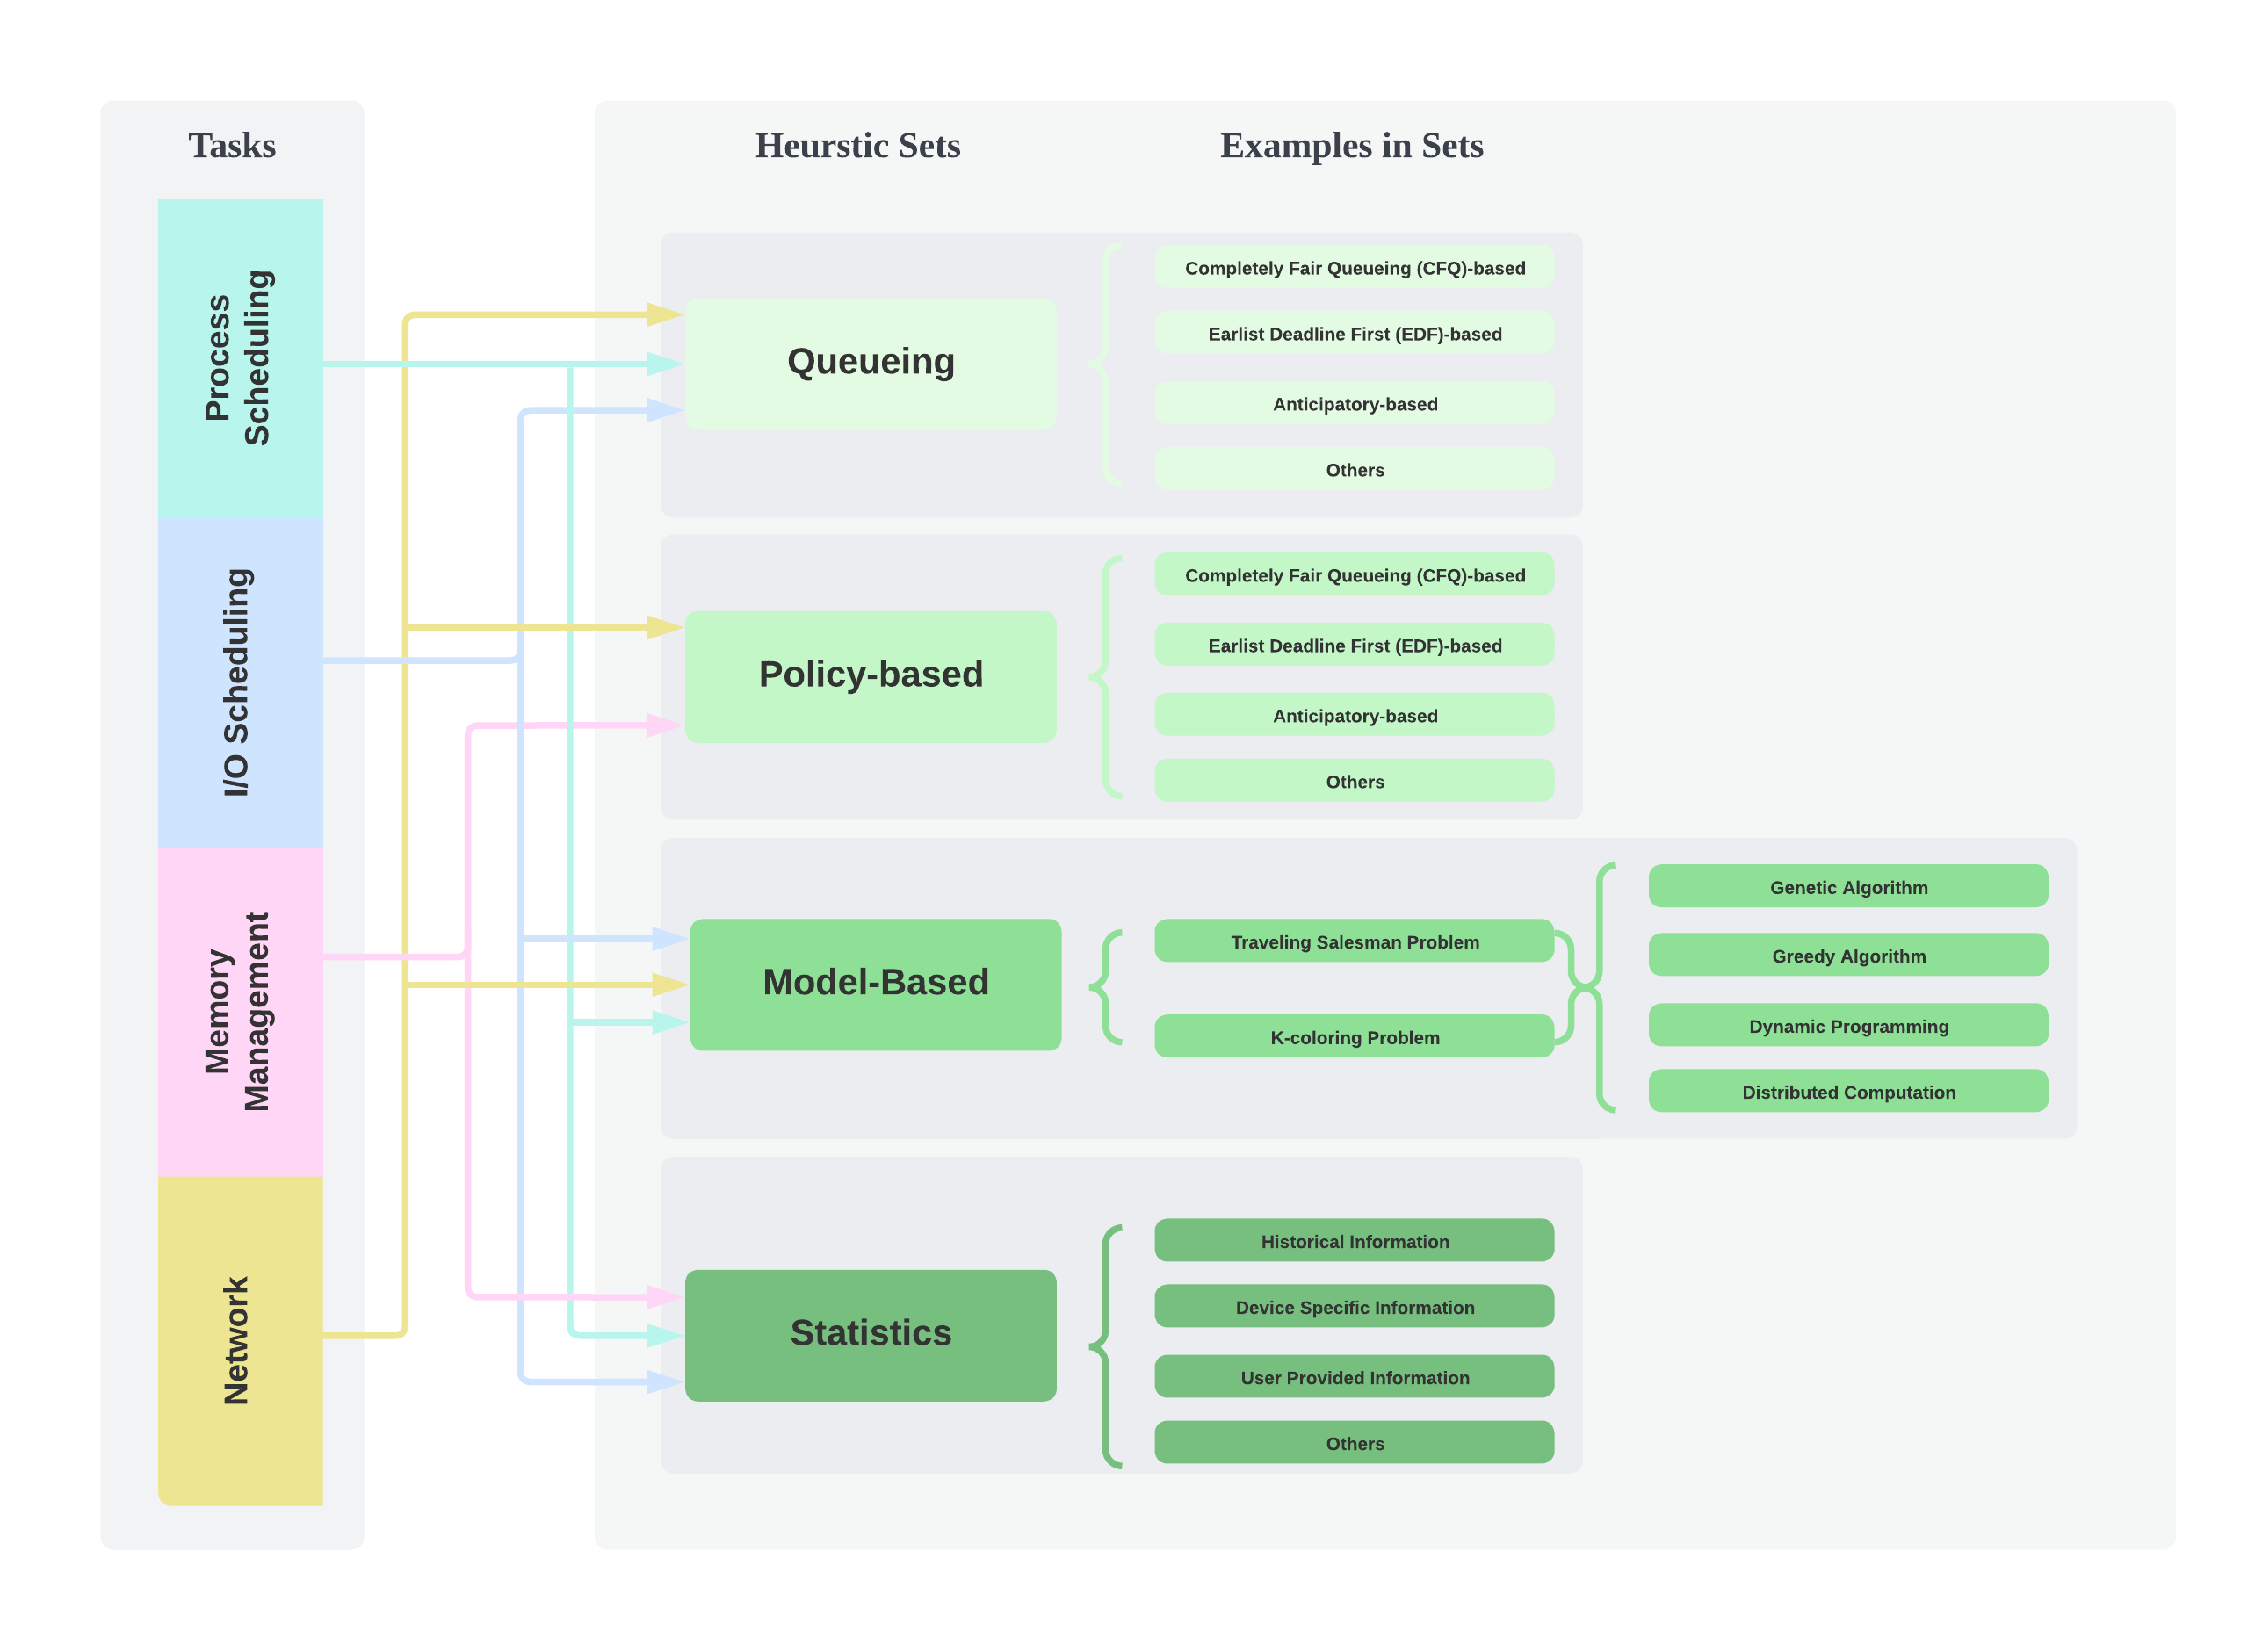 Tasks
Process
Scheduling
I/O Scheduling
Memory
Management
Network
Heurstic Sets
Examples in Sets
Queueing
Completely Fair Queueing (CFQ)-based
Earlist Deadline First (EDF)-based
Anticipatory-based
Others
Policy-based
Completely Fair Queueing (CFQ)-based
Earlist Deadline First (EDF)-based
Anticipatory-based
Others
Model-Based
Traveling Salesman Problem
K-coloring Problem
Genetic Algorithm
Greedy Algorithm
Dynamic Programming
Distributed Computation
Statistics
Historical Information
Device Specific Information
User Provided Information
Others